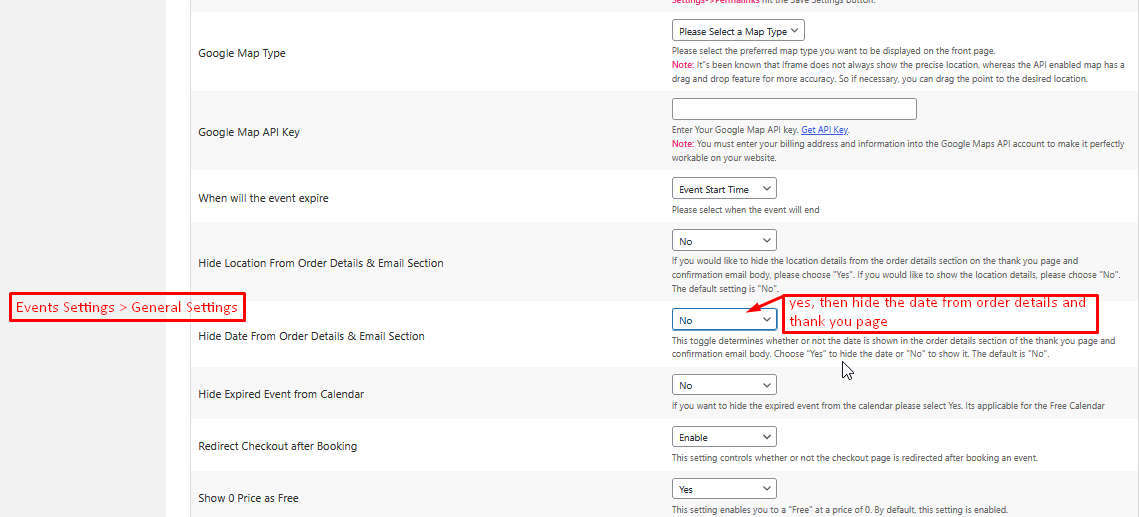 Settings->Permalinks hit the Save Settings button.
Google Map Type
Please Select a Map Type
Please select the preferred map type you want to be displayed on the front page.
Note: It"s been known that Iframe does not always show the precise location, whereas the API enabled map has a
drag and drop feature for more accuracy. So if necessary, you can drag the point to the desired location.
Google Map API Key
Enter Your Google Map API key. Get API Key.
Note: You must enter your billing address and information into the Google Maps API account to make it perfectly
workable on your website.
When will the event expire
Event Start Time
Please select when the event will end
Hide Location From Order Details & Email Section
No
If you would like to hide the location details from the order details section on the thank you page and
confirmation email body, please choose "Yes". If you would like to show the location details, please choose "No".
The default setting is "No".
Events Settings > General Settings
Hide Date From Order Details & Email Section
No
yes, then hide the date from order details and
thank you page
This toggle determines whether or not the date is shown in the order details section of the thank you page and
confirmation email body. Choose "Yes" to hide the date or "No" to show it. The default is "No".
Hide Expired Event from Calendar
No
If you want to hide the expired event from the calendar please select Yes. Its applicable for the Free Calendar
Redirect Checkout after Booking
Enable
This setting controls whether or not the checkout page is redirected after booking an event.
Show 0 Price as Free
Yes
This setting enables you to a "Free" at a price of 0. By default, this setting is enabled.